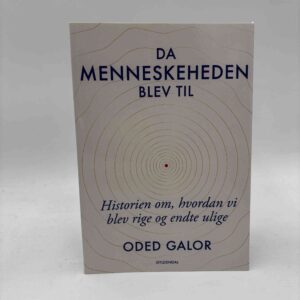 DA
MENNESKEHEDEN
BLEV TIL
Historien om, hvordan vi
blev rige og endte ulige
ODED GALOR
GYLDENDAL